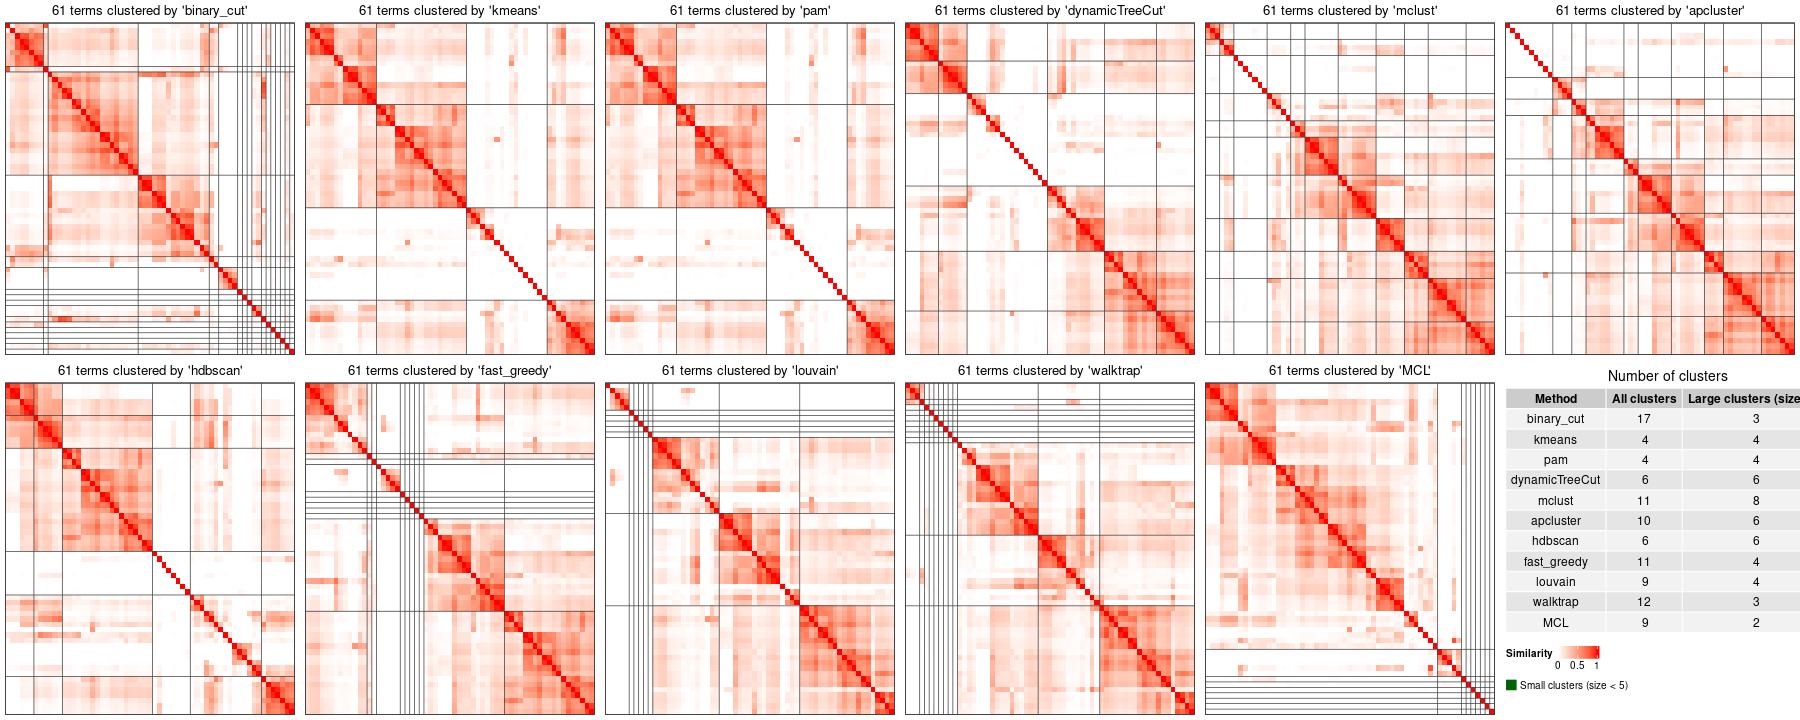 61 terms clustered by 'binary_cut'
61 terms clustered by 'kmeans'
61 terms clustered by 'pam'
61 terms clustered by 'dynamicTreeCut'
61 terms clustered by 'mclust'
61 terms clustered by 'apcluster'
61 terms clustered by 'hdbscan'
61 terms clustered by 'fast_greedy'
61 terms clustered by 'louvain'
61 terms clustered by 'walktrap'
61 terms clustered by 'MCL'
Number of clusters
Method All clusters Large clusters (size
binary_cut 17 3
kmeans 4 4
pam 4 4
dynamicTreeCut 6 6
mclust 11 8
apcluster 10 6
hdbscan 6 6
fast_greedy 11 4
louvain 9 4
walktrap 12 3
MCL 9 2
Similarity
0 0.5 1
Small clusters (size < 5)